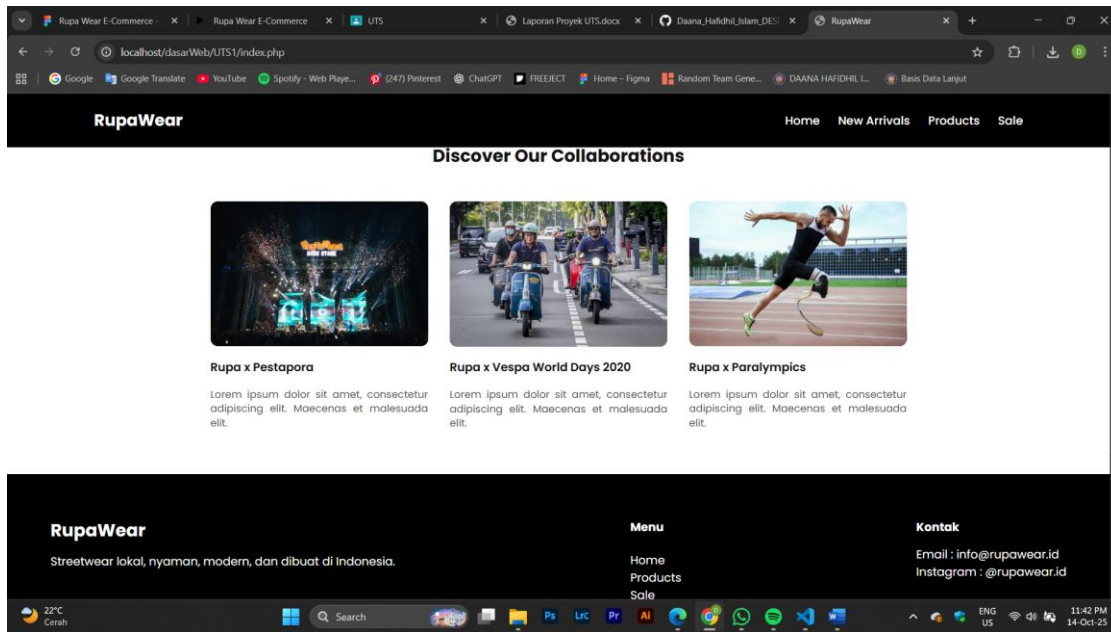 Rupa Wear E-Commerce -
Rupa Wear E-Commerce
UTS
Laporan Proyek UTS.docx
Daana_Hafidhil_Islam_DES
RupaWear
localhost/dasarWeb/UTS1/index.php
Google
Google Translate
YouTube
Spotify - Web Playe...
(247) Pinterest
ChatGPT
FREEJECT
Home – Figma
Random Team Gene...
DAANA HAFIDHIL I...
Basis Data Lanjut
RupaWear
Home New Arrivals Products Sale
Discover Our Collaborations
Rupa x Pestapora
Lorem ipsum dolor sit amet, consectetur
adipiscing elit. Maecenas et malesuada
elit.
Rupa x Vespa World Days 2020
Lorem ipsum dolor sit amet, consectetur
adipiscing elit. Maecenas et malesuada
elit.
Rupa x Paralympics
Lorem ipsum dolor sit amet, consectetur
adipiscing elit. Maecenas et malesuada
elit.
RupaWear
Streetwear lokal, nyaman, modern, dan dibuat di Indonesia.
Menu
Home
Products
Sale
Kontak
Email : info@rupawear.id
Instagram : @rupawear.id
22°C
Cerah
Search
Ps
LrC
Pr
Ai
ENG
US
11:42 PM
14-Oct-25